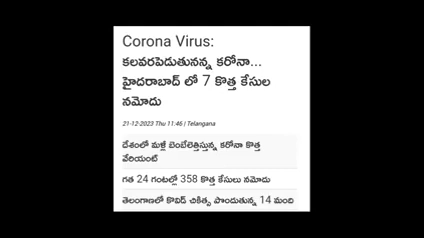 Corona Virus:
కలవరపెడుతునన్న కరోనా...
హైదరాబాద్ లో 7 కొత్త కేసుల
నమోదు
21-12-2023 Thu 11:46 | Telangana
దేశంలో మళ్లీ బెంబేలెత్తిస్తున్న కరోనా కొత్త
వేరియంట్
గత 24 గంటల్లో 358 కొత్త కేసులు నమోదు
తెలంగాణలో కొవిడ్ చికిత్స పొందుతున్న 14 మంది